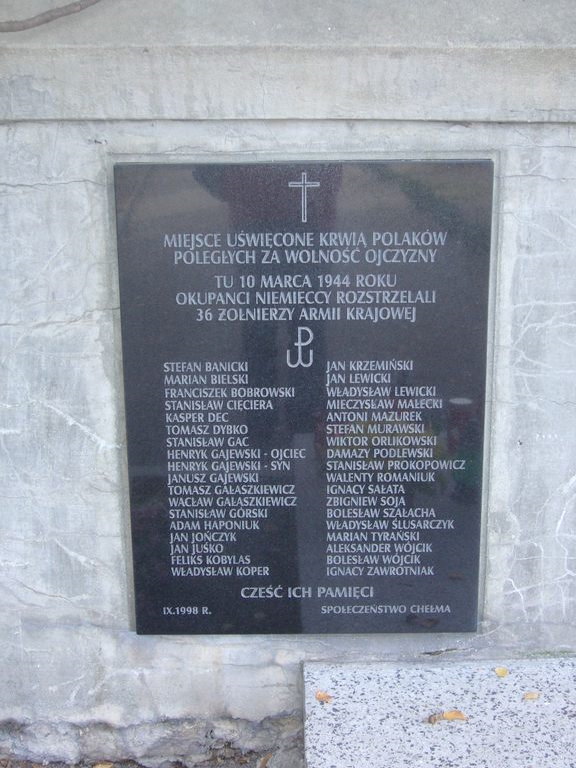 MIEJSCE UŚWIĘCONE KRWIĄ POLAKÓW
POLEGŁYCH ZA WOLNOŚĆ OJCZYZNY
TU 10 MARCA 1944 ROKU
OKUPANCI NIEMIECCY ROZSTRZELALI
36 ŻOŁNIERZY ARMII KRAJOWEJ
STEFAN BANICKI
MARIAN BIELSKI
FRANCISZEK BOBROWSKI
STANISŁAW CIĘCIERA
KASPER DEC
TOMASZ DYBKO
STANISŁAW GAC
HENRYK GAJEWSKI - OJCIEC
HENRYK GAJEWSKI - SYN
JANUSZ GAJEWSKI
TOMASZ GAŁASZKIEWICZ
WACŁAW GAŁASZKIEWICZ
STANISŁAW GÓRSKI
ADAM HAPONIUK
JAN JOŃCZYK
JAN JUŚKO
FELIKS KOBYLAS
WŁADYSŁAW KOPER
JAN KRZEMIŃSKI
JAN LEWICKI
WŁADYSŁAW LEWICKI
MIECZYSŁAW MAŁECKI
ANTONI MAZUREK
STEFAN MURAWSKI
WIKTOR ORLIKOWSKI
DAMAZY PODLEWSKI
STANISŁAW PROKOPOWICZ
WALENTY ROMANIUK
IGNACY SAŁATA
ZBIGNIEW SOJA
BOLESŁAW SZAŁACHA
WŁADYSŁAW ŚLUSARCZYK
MARIAN TYRAŃSKI
ALEKSANDER WÓJCIK
BOLESŁAW WÓJCIK
IGNACY ZAWROTNIAK
CZEŚĆ ICH PAMIĘCI
IX.1998 R. SPOŁECZEŃSTWO CHEŁMA